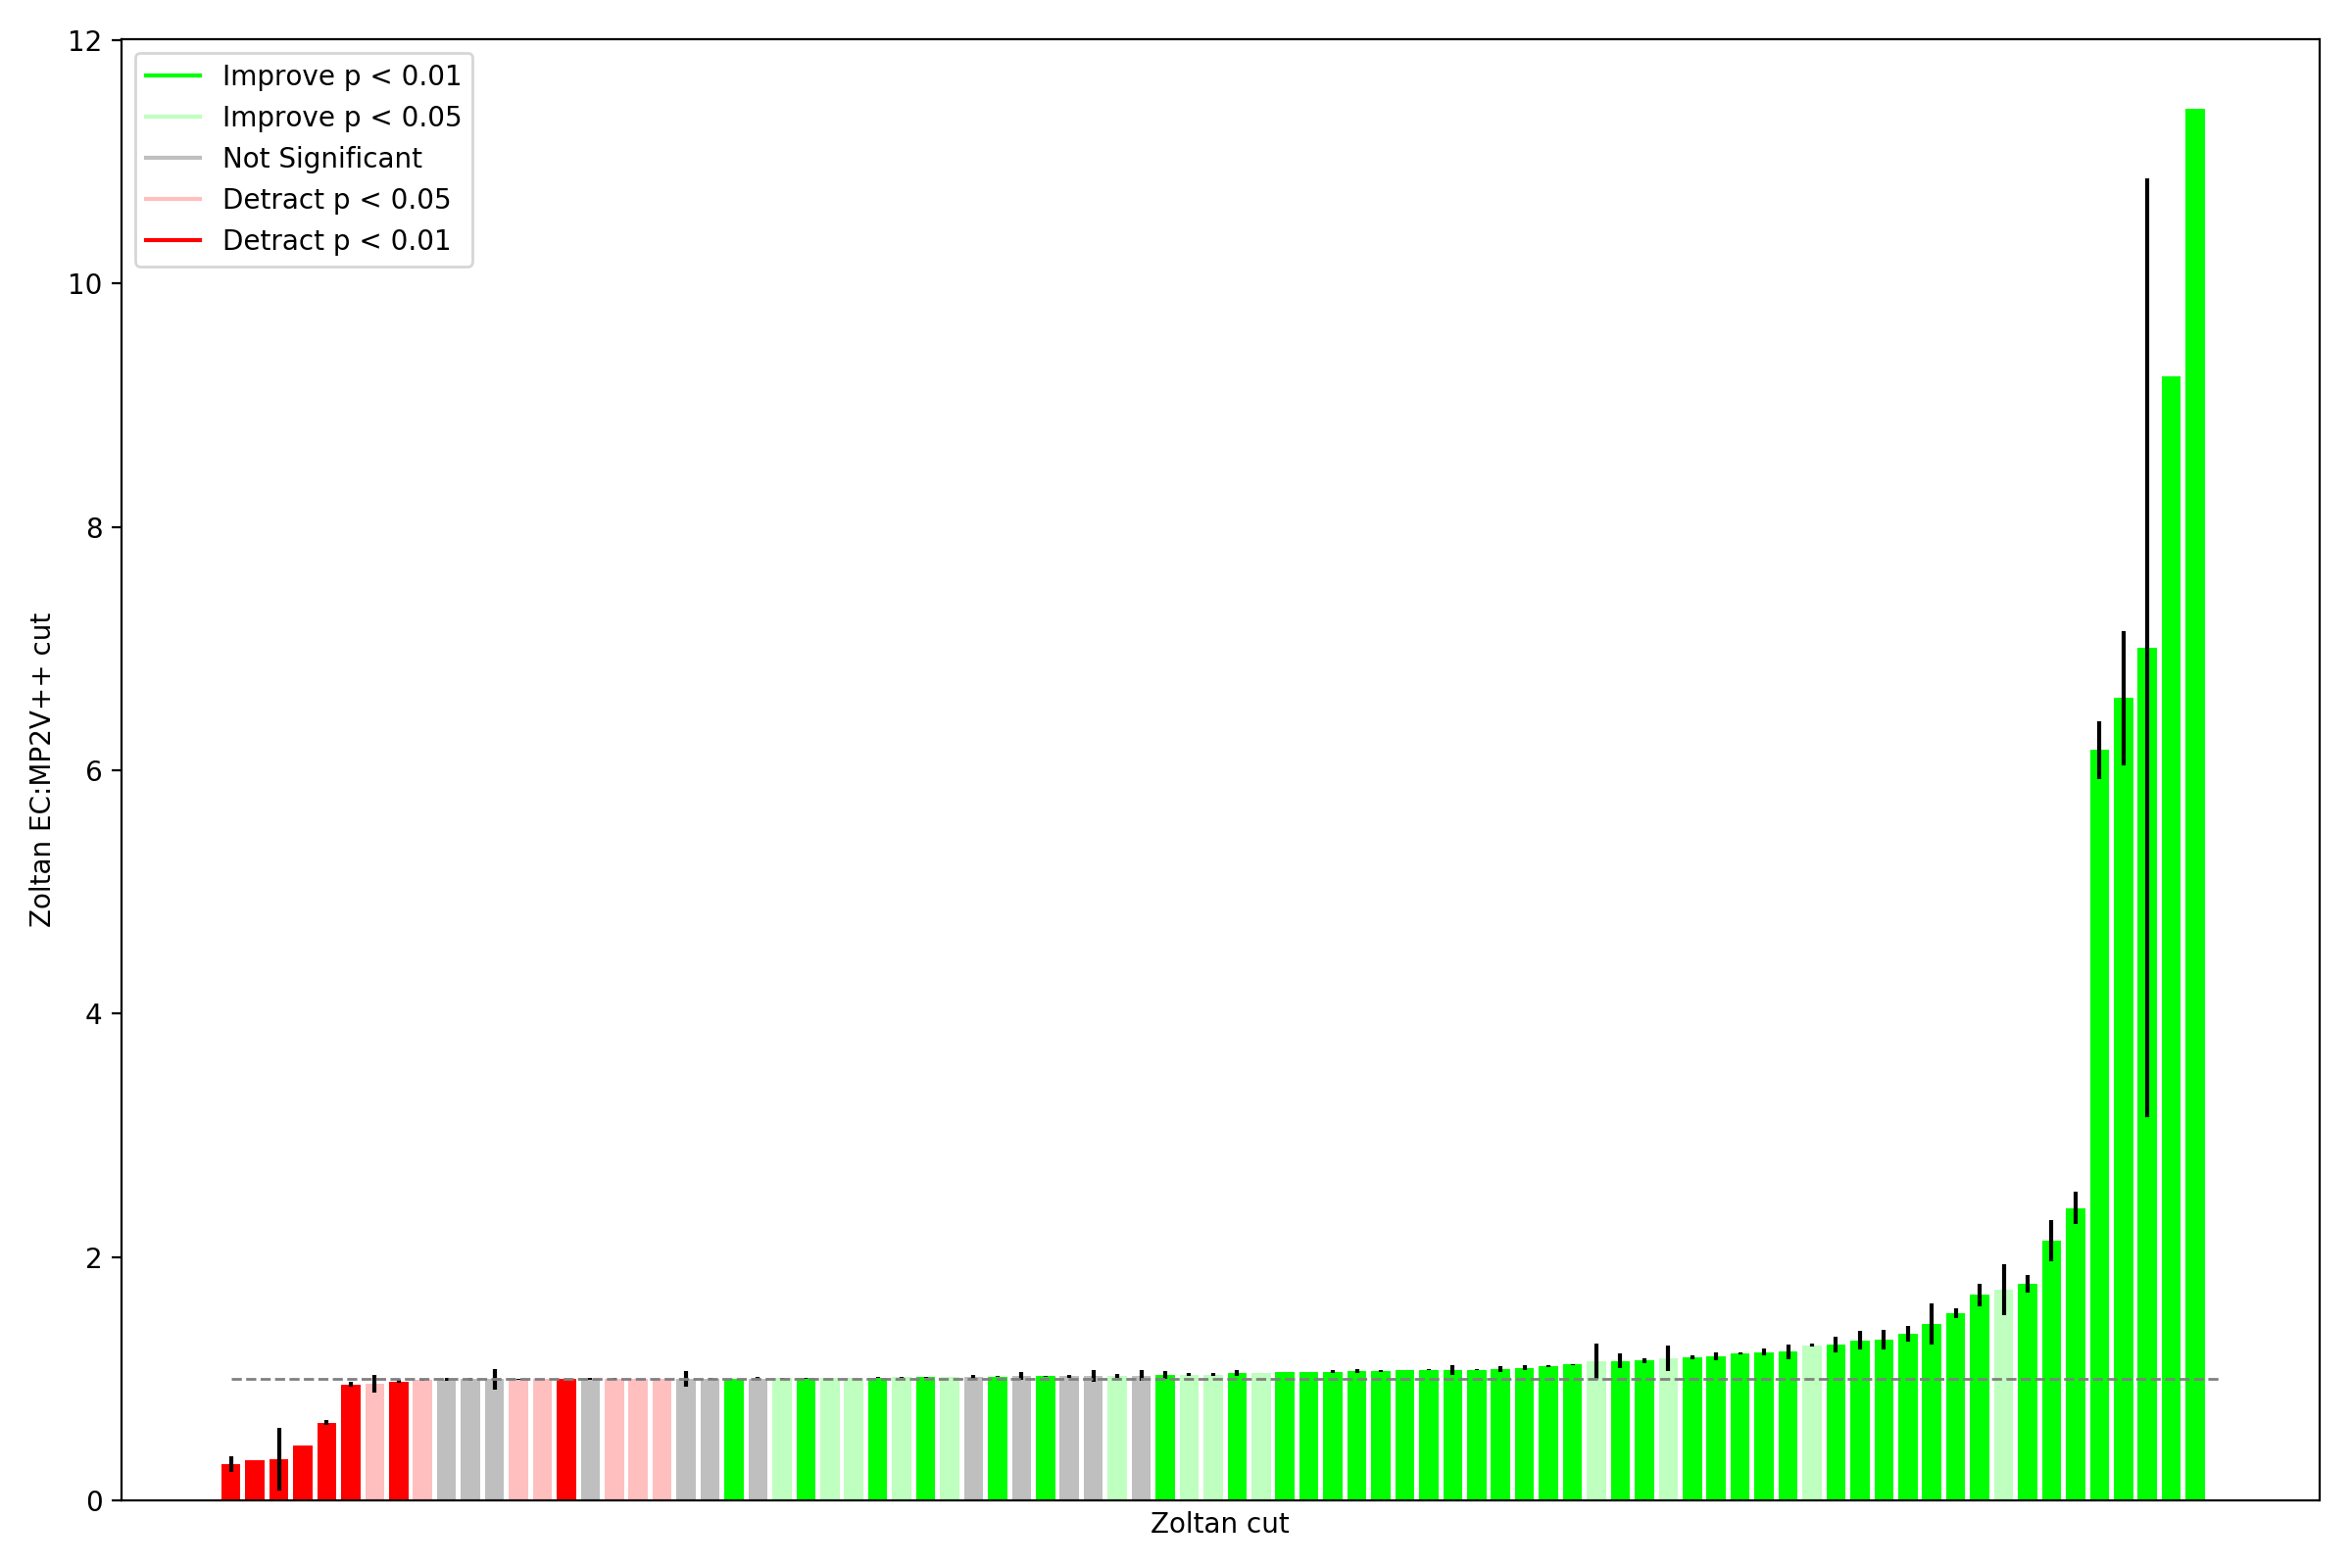 12
10
8
6
4
2
0
Zoltan EC:MP2V++ cut
Improve p < 0.01
Improve p < 0.05
Not Significant
Detract p < 0.05
Detract p < 0.01
Zoltan cut